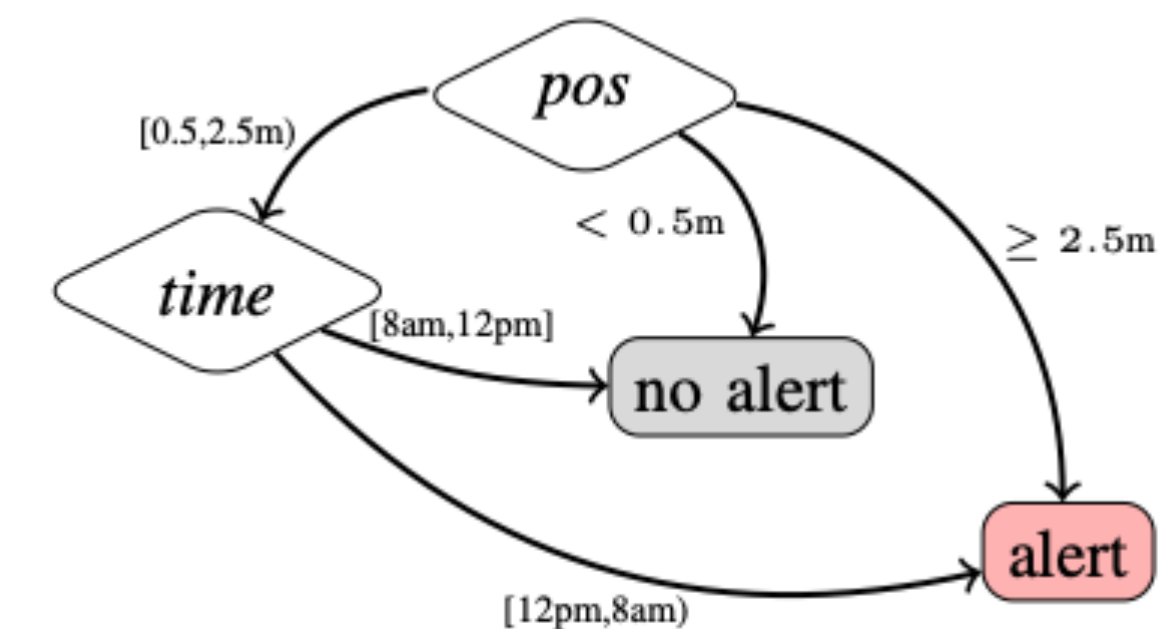 pos
[0.5,2.5m)
< 0.5m
≥ 2.5m
time
[8am,12pm]
no alert
alert
[12pm,8am)